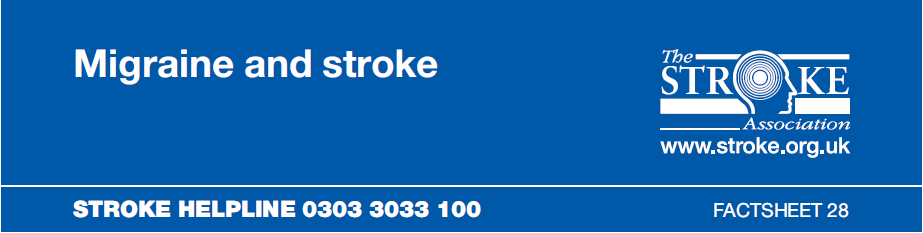 Migraine and stroke
The
STROKE
Association
www.stroke.org.uk
STROKE HELPLINE 0303 3033 100
FACTSHEET 28